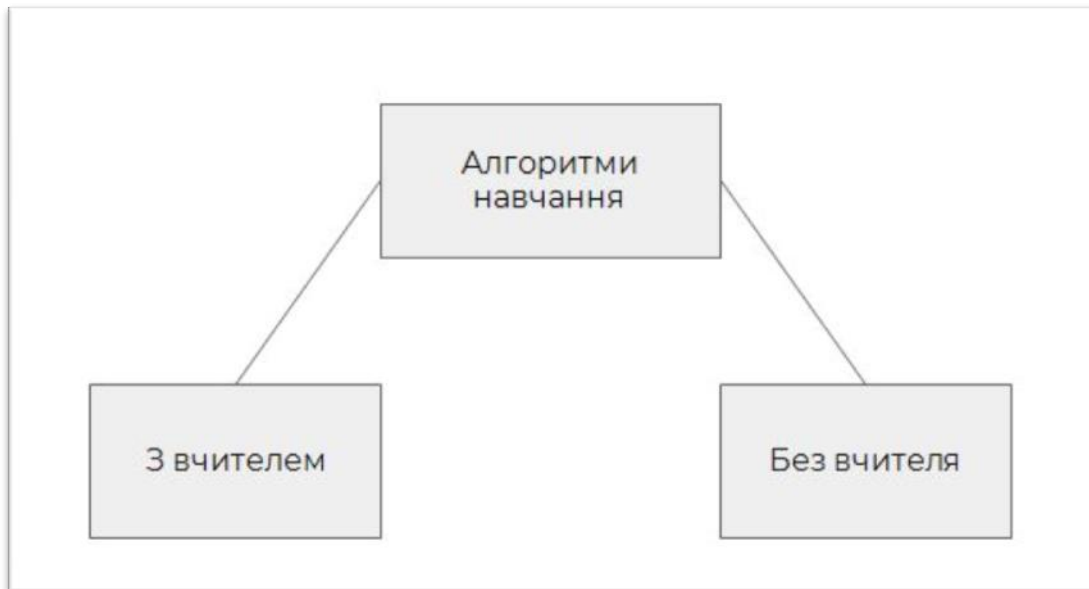 Алгоритми
навчання
З вчителем
Без вчителя